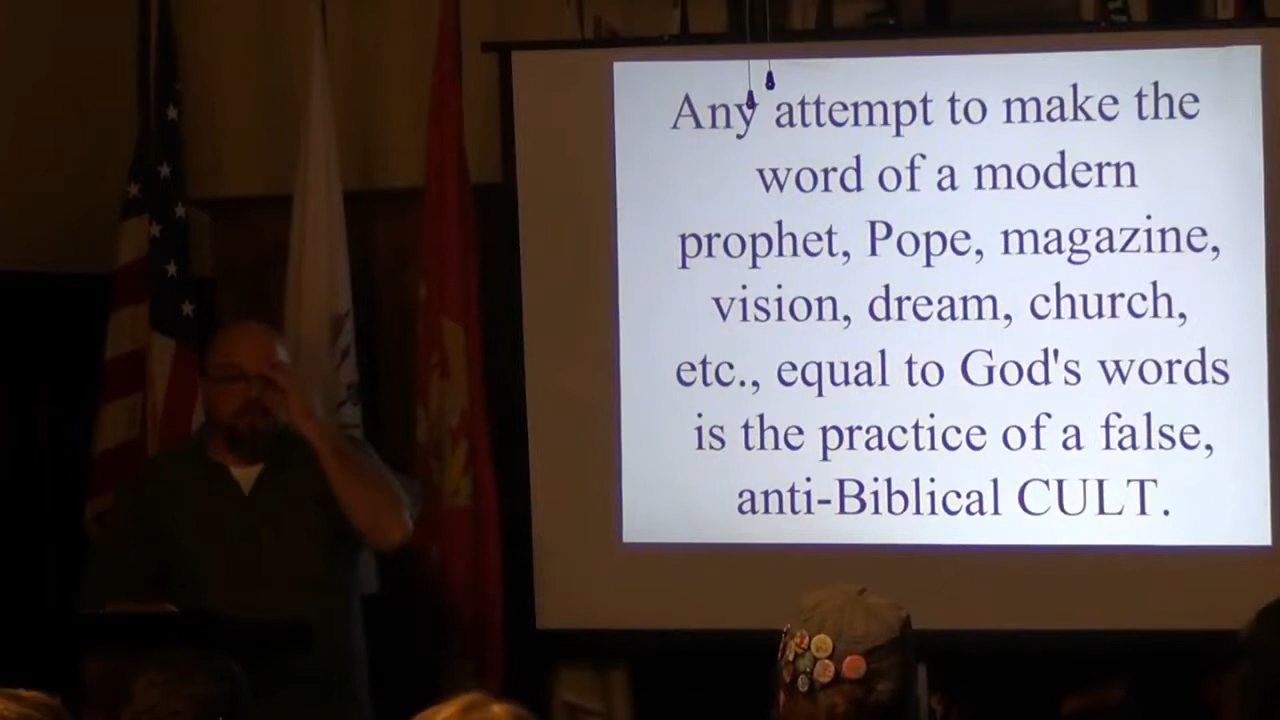 Any attempt to make the
word of a modern
prophet, Pope, magazine,
vision, dream, church,
etc., equal to God's words
is the practice of a false,
anti-Biblical CULT.